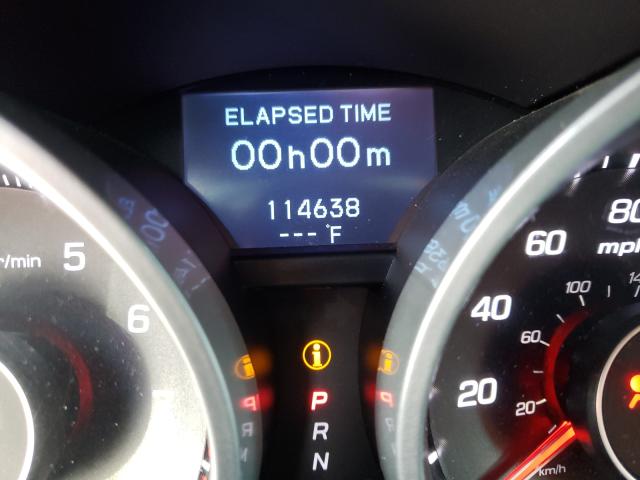 ELAPSED TIME
00h00m
114638
--- °F
r/min
5
6
P
R
N
80
mph
60
40
20
100
60
20
km/h